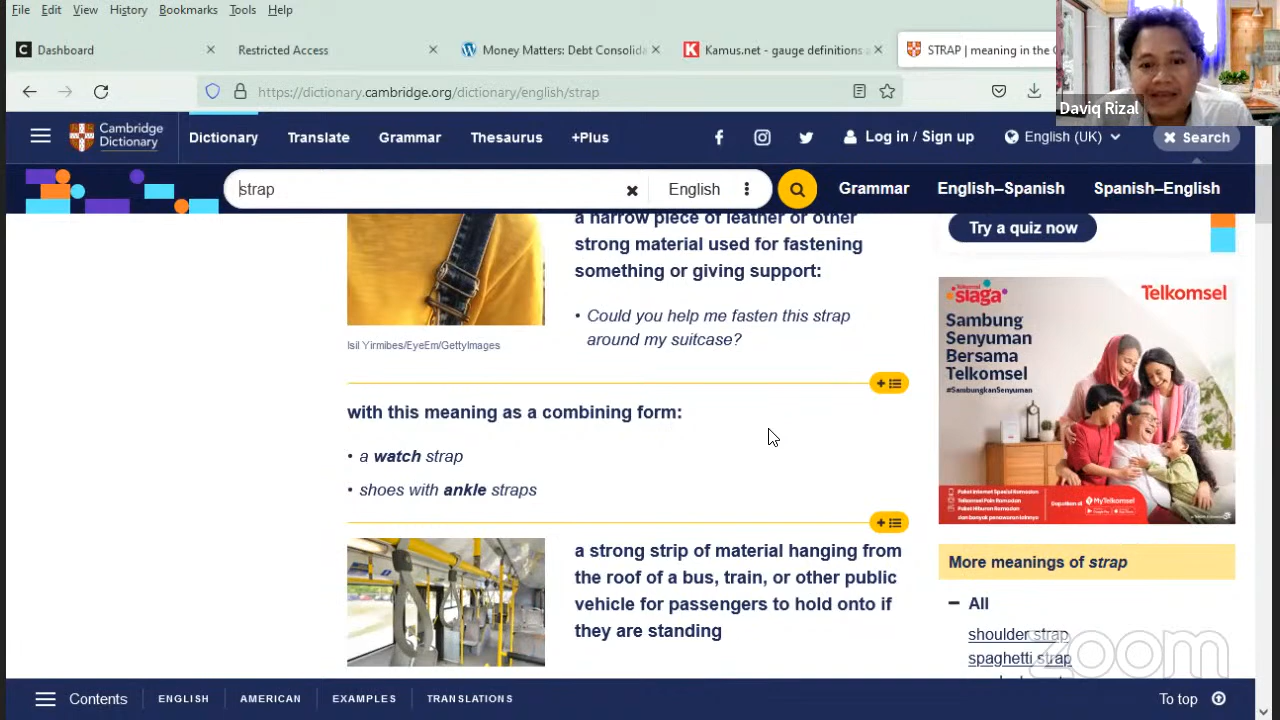 File Edit View History Bookmarks Tools Help
Dashboard × Restricted Access × Money Matters: Debt Consolida × Kamus.net - gauge definitions a × STRAP | meaning in the C
https://dictionary.cambridge.org/dictionary/english/strap
Daviq Rizal
Cambridge
Dictionary
Dictionary Translate Grammar Thesaurus +Plus Log in / Sign up English (UK) Search
strap English Grammar English–Spanish Spanish–English
a narrow piece of leather or other
strong material used for fastening
something or giving support:
• Could you help me fasten this strap
around my suitcase?
Isil Yirmibes/EyeEm/GettyImages
with this meaning as a combining form:
• a watch strap
• shoes with ankle straps
a strong strip of material hanging from
the roof of a bus, train, or other public
vehicle for passengers to hold onto if
they are standing
Try a quiz now
Telkomsel
siaga
Telkomsel
Sambung
Senyuman
Bersama
Telkomsel
#SambungkanSenyuman
MyTelkomsel
More meanings of strap
All
shoulder strap
spaghetti strap
zoom
Contents ENGLISH AMERICAN EXAMPLES TRANSLATIONS To top